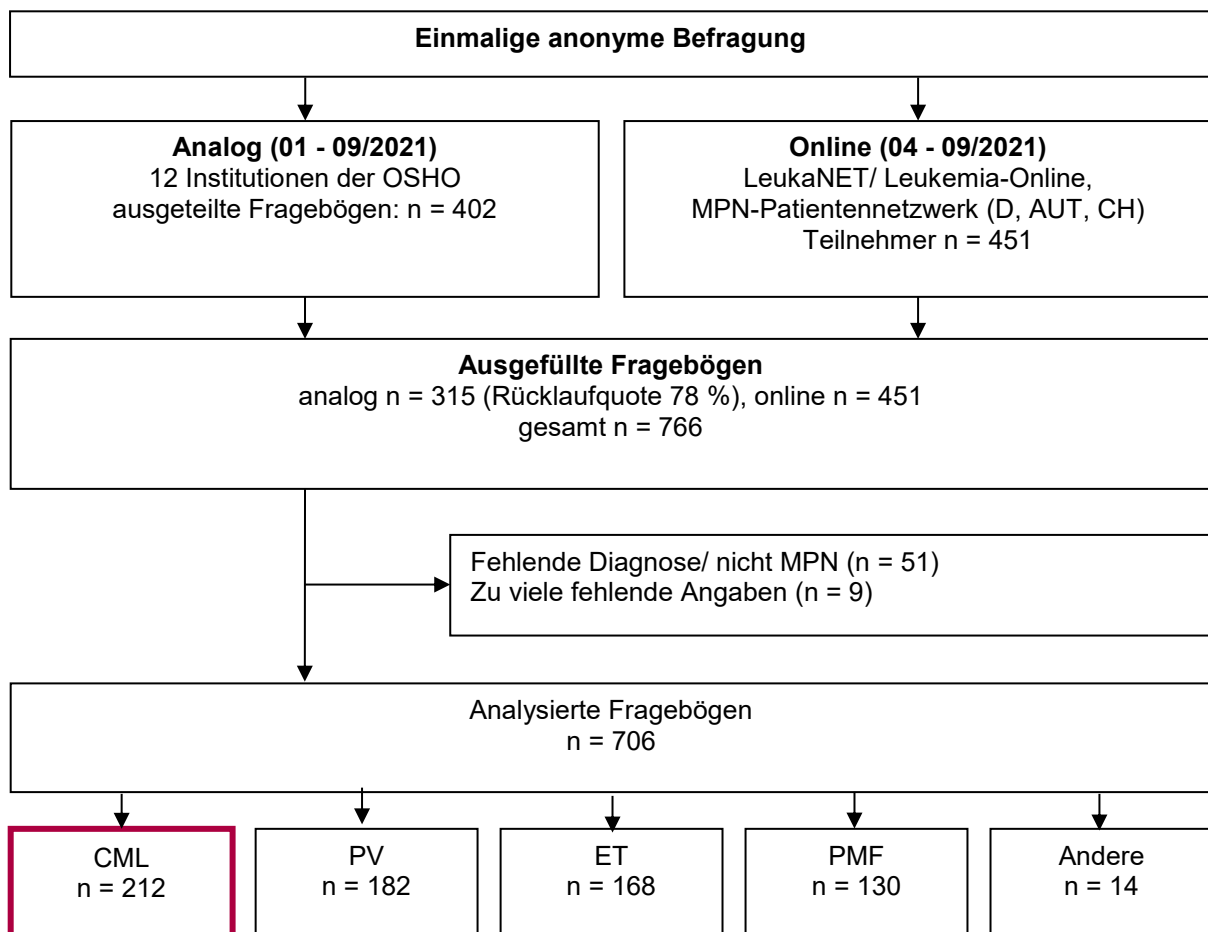 Einmalige anonyme Befragung
Analog (01 - 09/2021)
12 Institutionen der OSHO
ausgeteilte Fragebögen: n = 402
Online (04 - 09/2021)
LeukaNET/ Leukemia-Online,
MPN-Patientennetzwerk (D, AUT, CH)
Teilnehmer n = 451
Ausgefüllte Fragebögen
analog n = 315 (Rücklaufquote 78 %), online n = 451
gesamt n = 766
Fehlende Diagnose/ nicht MPN (n = 51)
Zu viele fehlende Angaben (n = 9)
Analysierte Fragebögen
n = 706
CML
n = 212
PV
n = 182
ET
n = 168
PMF
n = 130
Andere
n = 14